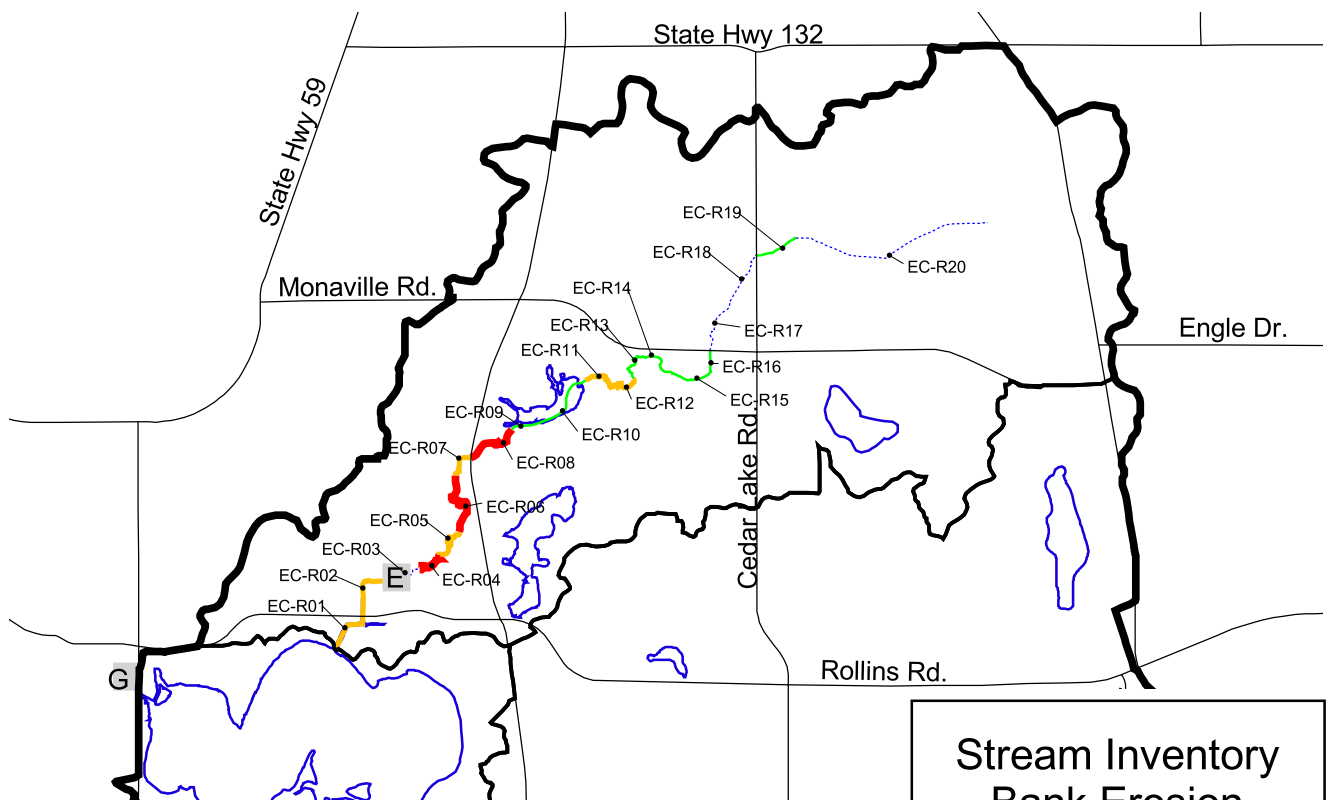 State Hwy 132
State Hwy 59
EC-R19
EC-R18
EC-R20
Monaville Rd.
EC-R14
EC-R13
EC-R17
Engle Dr.
EC-R11
EC-R16
EC-R12
EC-R15
EC-R09
EC-R10
EC-R07
EC-R08
Cedar Lake Rd.
EC-R06
EC-R05
EC-R03
E
EC-R04
EC-R02
EC-R01
G
Rollins Rd.
Stream Inventory
Bank Erosion